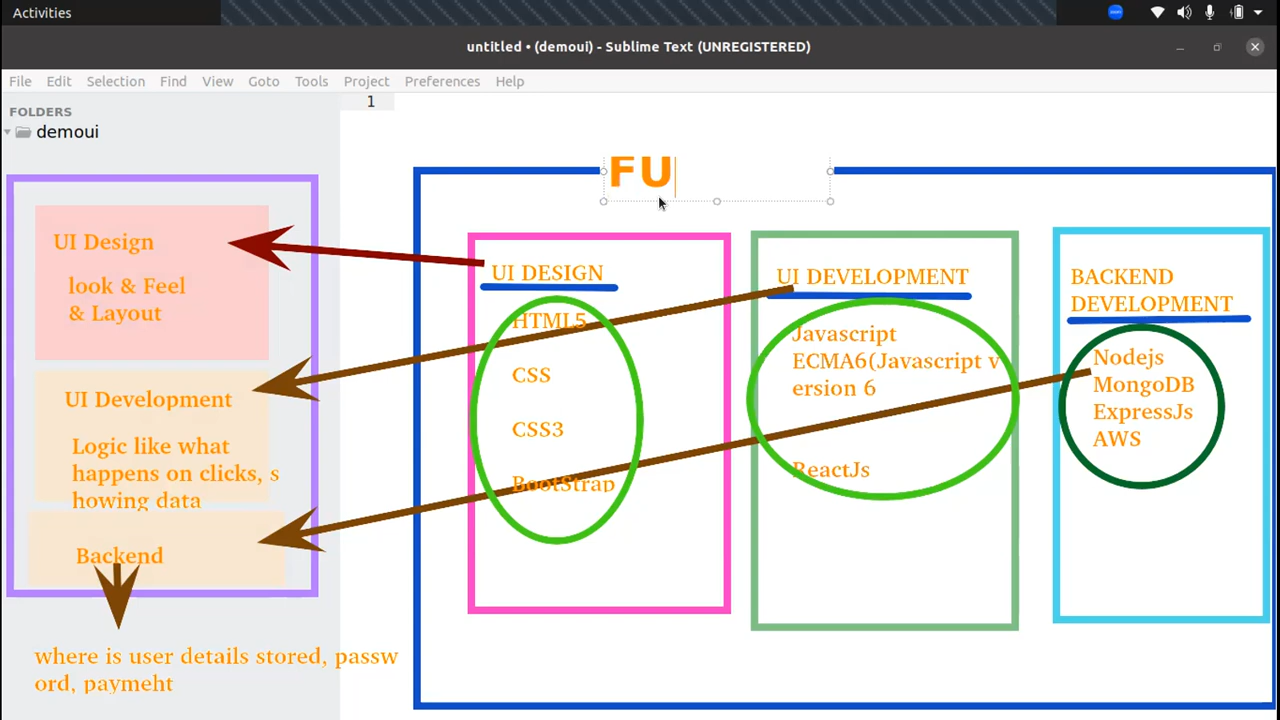 Activities
untitled • (demoui) - Sublime Text (UNREGISTERED)
File Edit Selection Find View Goto Tools Project Preferences Help
FOLDERS
demoui
1
FU
UI Design
look & Feel
& Layout
UI Development
Logic like what
happens on clicks, s
howing data
Backend
where is user details stored, passw
ord, paymeht
UI DESIGN
HTML5
CSS
CSS3
BootStrap
UI DEVELOPMENT
Javascript
ECMA6(Javascript v
ersion 6
ReactJs
BACKEND
DEVELOPMENT
Nodejs
MongoDB
ExpressJs
AWS